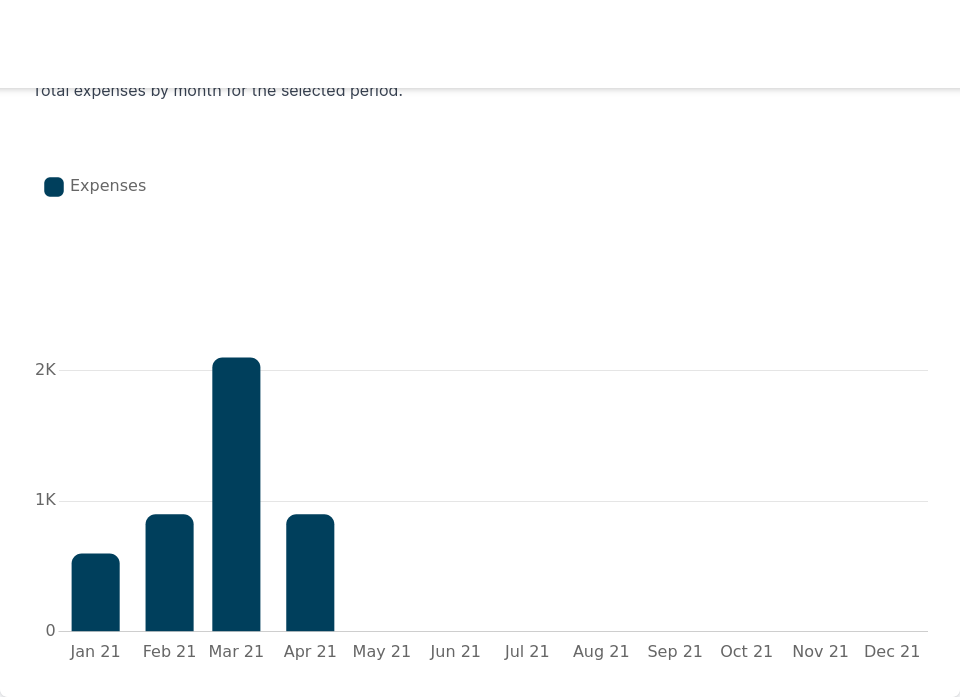 Total expenses by month for the selected period.
Expenses
2K
1K
0
Jan 21 Feb 21 Mar 21 Apr 21 May 21 Jun 21 Jul 21 Aug 21 Sep 21 Oct 21 Nov 21 Dec 21